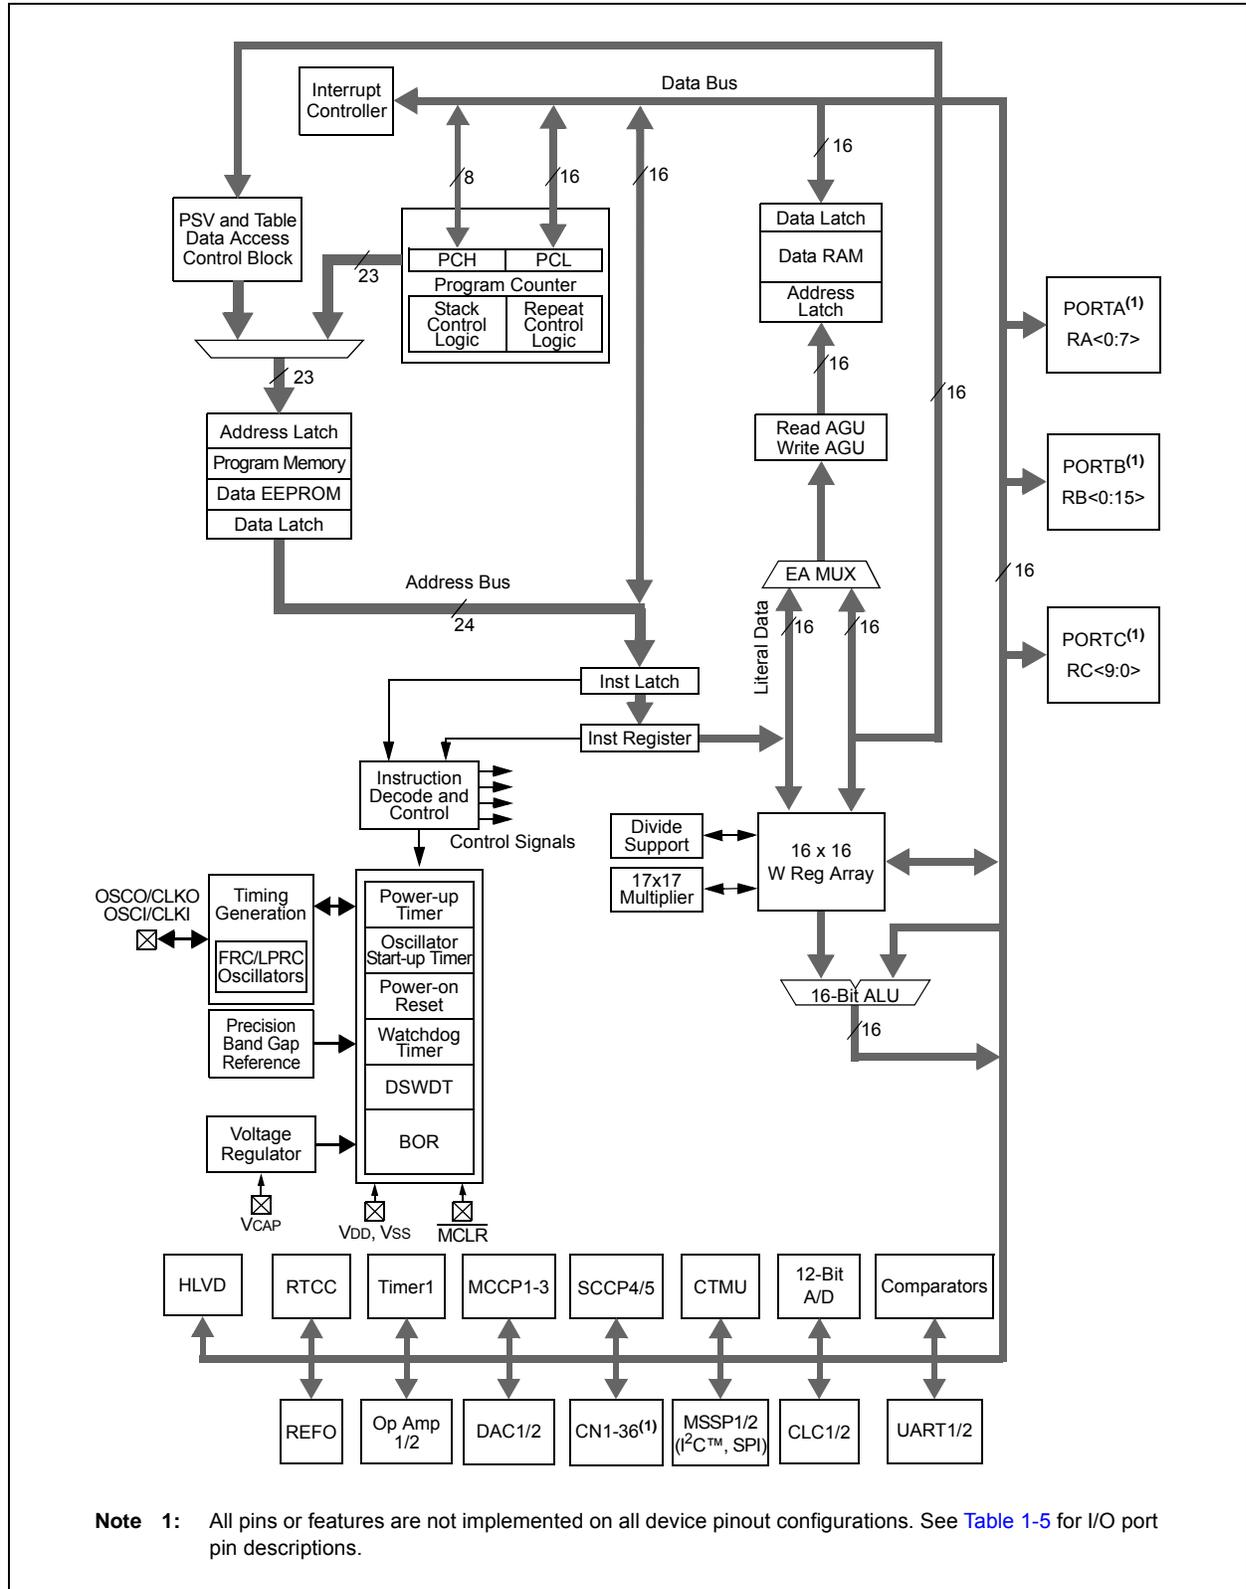 Data Bus
Interrupt
Controller
8
16
16
16
PSV and Table
Data Access
Control Block
23
PCH
PCL
Program Counter
Stack
Control
Logic
Repeat
Control
Logic
Data Latch
Data RAM
Address
Latch
PORTA(1)
RA<0:7>
23
16
16
Address Latch
Program Memory
Data EEPROM
Data Latch
Read AGU
Write AGU
PORTB(1)
RB<0:15>
Address Bus
24
EA MUX
16
Literal Data
16
16
PORTC(1)
RC<9:0>
Inst Latch
Inst Register
Instruction
Decode and
Control
Control Signals
Divide
Support
17x17
Multiplier
16 x 16
W Reg Array
OSCO/CLKO
OSCI/CLKI
Timing
Generation
FRC/LPRC
Oscillators
Power-up
Timer
Oscillator
Start-up Timer
Power-on
Reset
Watchdog
Timer
DSWDT
BOR
16-Bit ALU
16
Precision
Band Gap
Reference
Voltage
Regulator
VCAP
VDD, VSS
MCLR
HLVD
RTCC
Timer1
MCCP1-3
SCCP4/5
CTMU
12-Bit
A/D
Comparators
REFO
Op Amp
1/2
DAC1/2
CN1-36(1)
MSSP1/2
(I2C™, SPI)
CLC1/2
UART1/2
Note 1: All pins or features are not implemented on all device pinout configurations. See Table 1-5 for I/O port
pin descriptions.